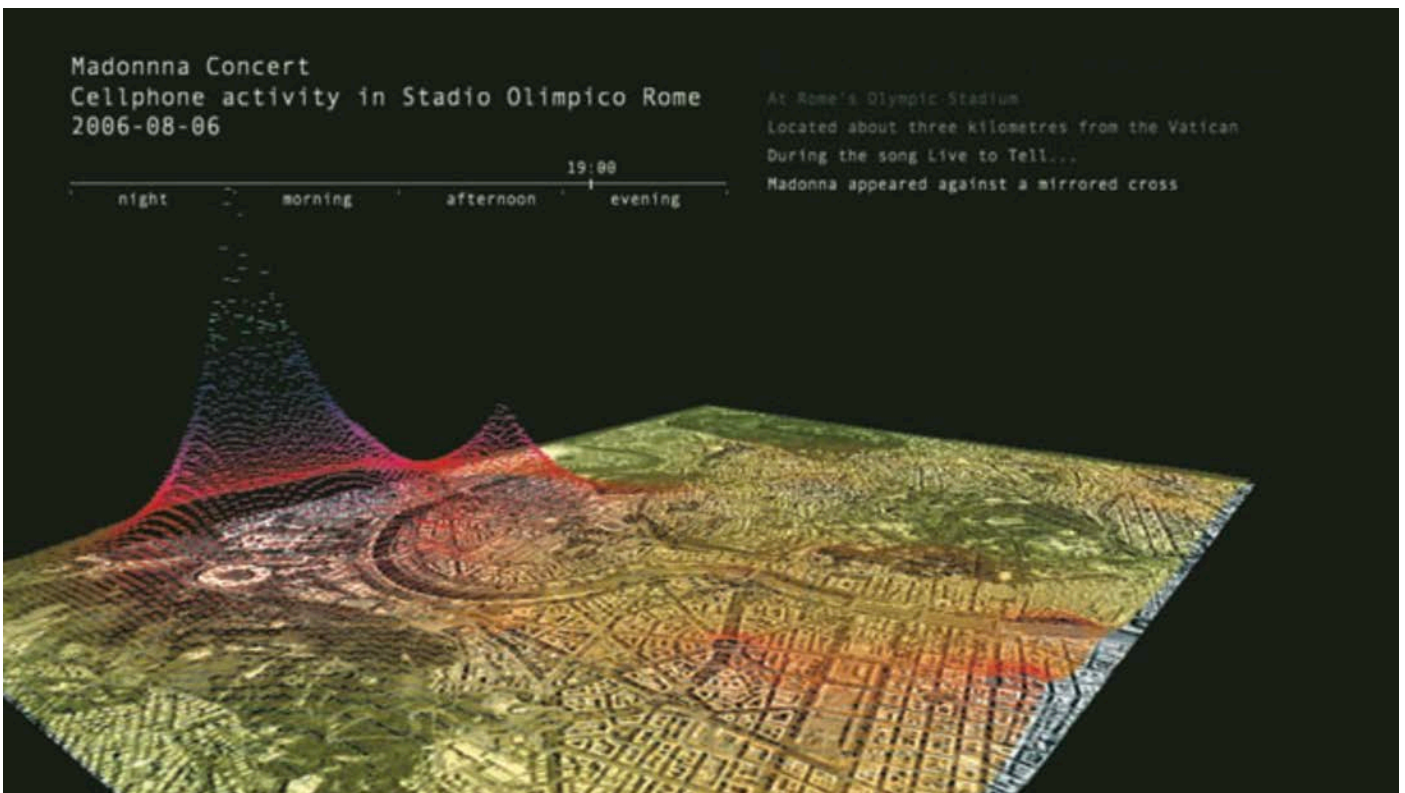 Madonnna Concert
Cellphone activity in Stadio Olimpico Rome
2006-08-06
19:00
night morning afternoon evening
At Rome's Olympic Stadium
Located about three kilometres from the Vatican
During the song Live to Tell...
Madonna appeared against a mirrored cross